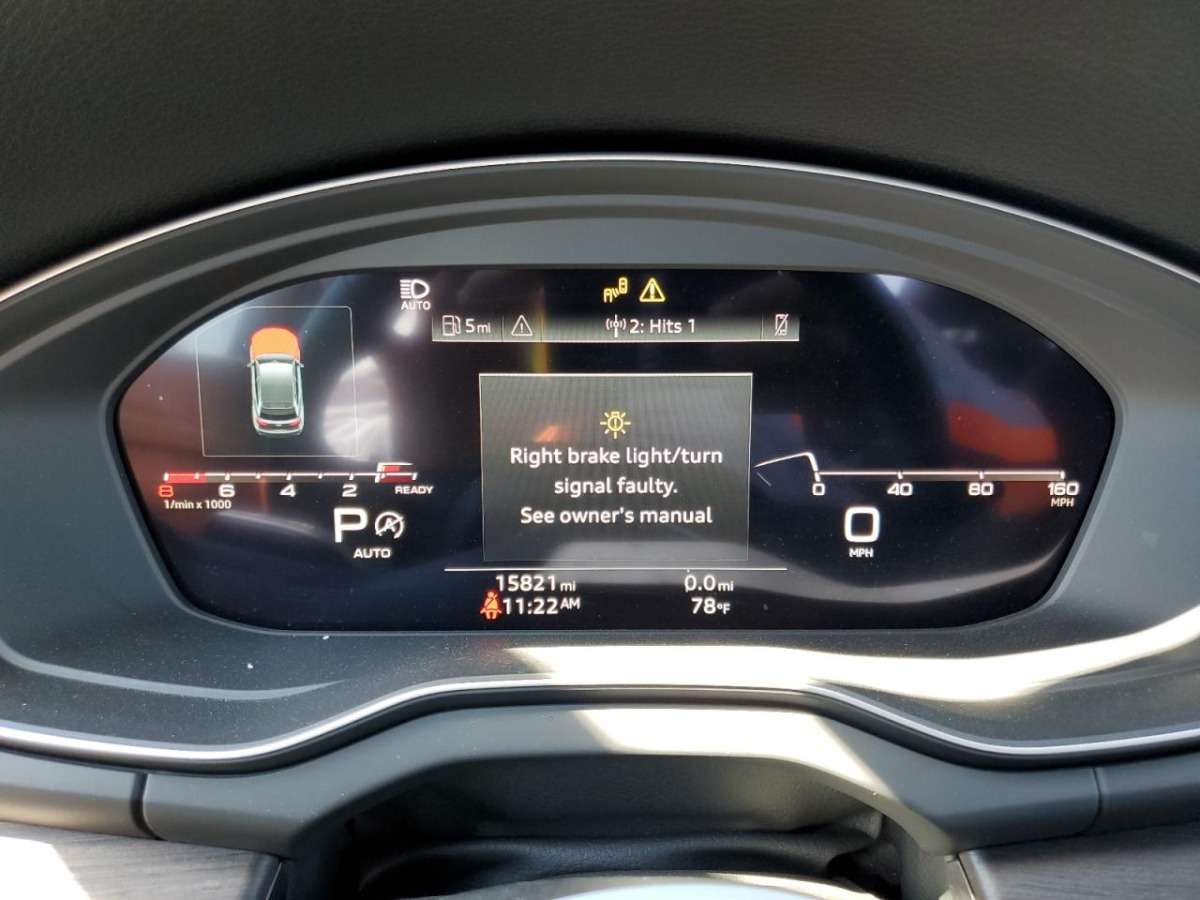 AUTO
5mi
2: Hits 1
Right brake light/turn
signal faulty.
See owner's manual
8 6 4 2 READY
1/min x 1000
P A
AUTO
0 40 80 160
MPH
0
MPH
15821mi 0.0mi
11:22AM 78°F